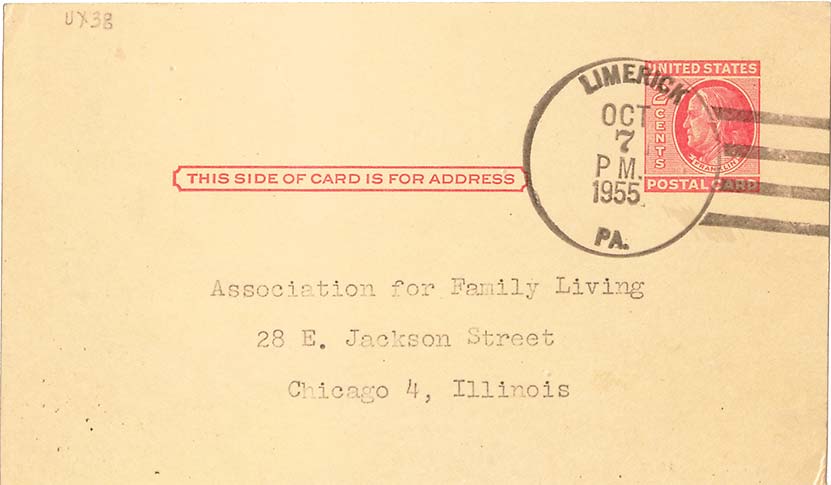 UX38
UNITED STATES
2 CENTS
FRANKLIN
POSTAL CARD
LIMERICK
OCT
7
P M.
1955
PA.
THIS SIDE OF CARD IS FOR ADDRESS
Association for Family Living
28 E. Jackson Street
Chicago 4, Illinois